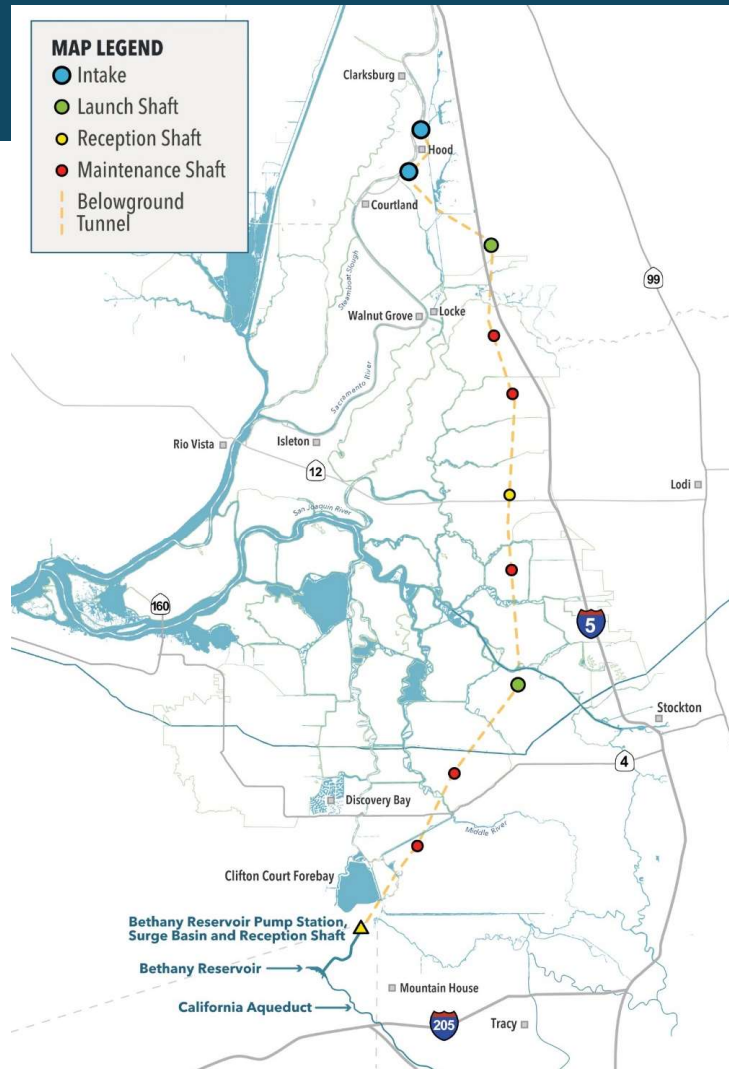 MAP LEGEND
Intake
Launch Shaft
Reception Shaft
Maintenance Shaft
Belowground
Tunnel
Clarksburg
Hood
Courtland
99
Steamboat Slough
Walnut Grove
Locke
Sacramento River
Rio Vista
Isleton
12
Lodi
San Joaquin River
160
5
Stockton
4
Discovery Bay
Middle River
Clifton Court Forebay
Bethany Reservoir Pump Station,
Surge Basin and Reception Shaft
Bethany Reservoir
Mountain House
California Aqueduct
205
Tracy